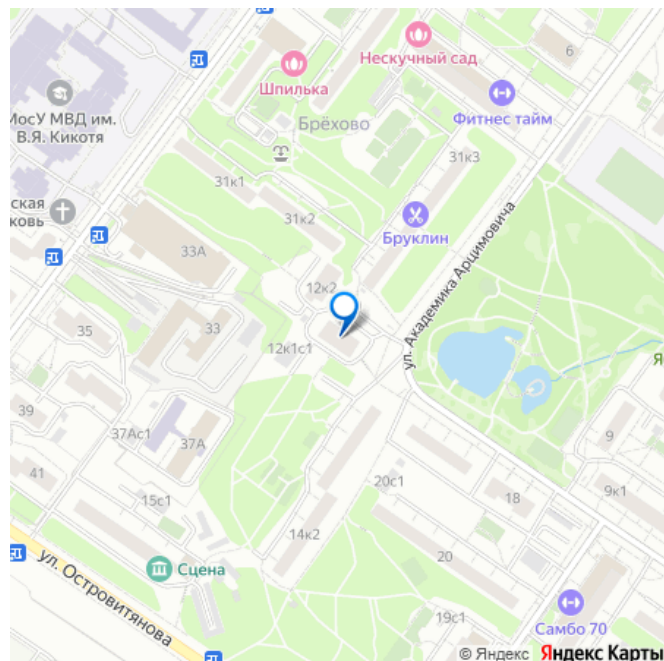 Нескучный сад
6
Шпилька
Фитнес тайм
МосУ МВД им.
В.Я. Кикотя
Брёхово
31к3
31к1
ская
ковь
31к2
Бруклин
33А
ул. Академика Арцимовича
12к2
35
33
12к1с1
Я
39
37Ас1
37А
9
41
20с1
9к1
15с1
18
14к2
20
ул. Островитянова
Сцена
19с1
Самбо 70
© Яндекс Яндекс Карты